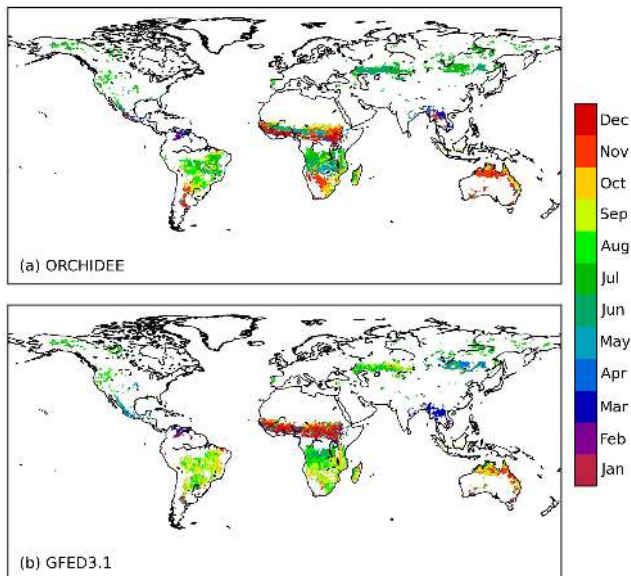 (a) ORCHIDEE
Dec
Nov
Oct
Sep
Aug
Jul
Jun
May
Apr
Mar
Feb
Jan
(b) GFED3.1